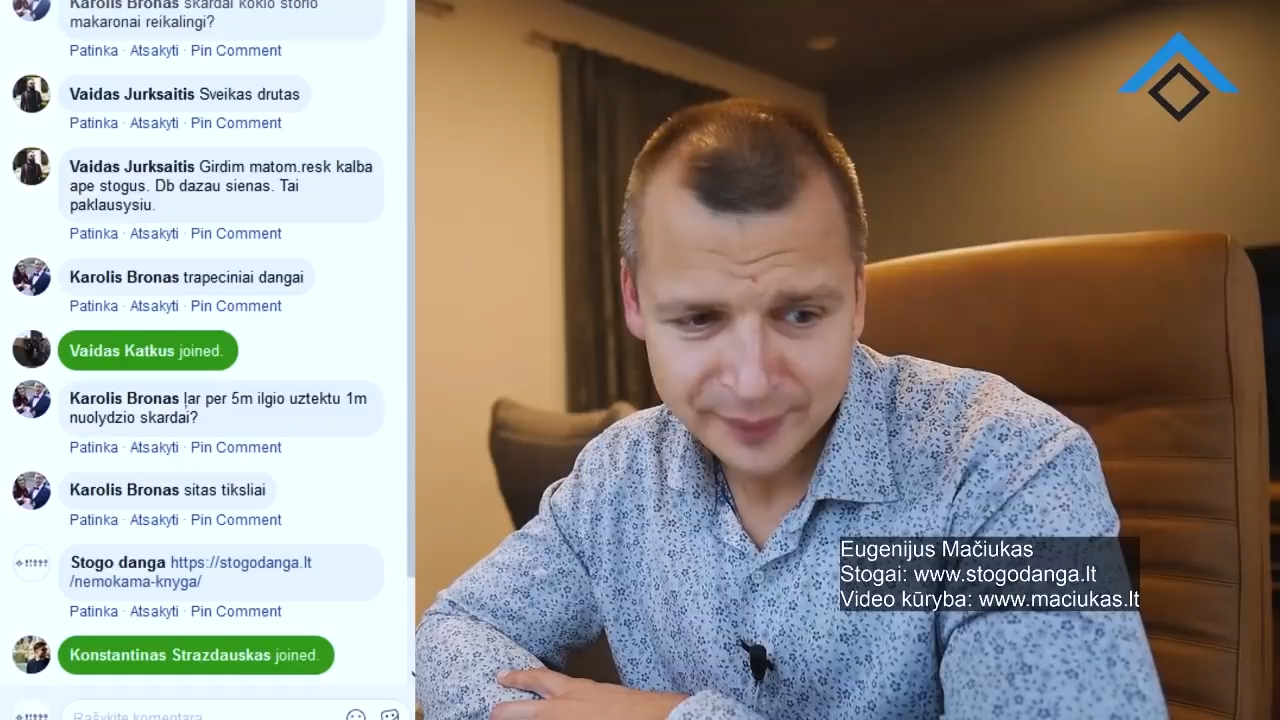 Karolis Bronas skardai kokio storio
makaronai reikalingi?
Patinka · Atsakyti · Pin Comment
Vaidas Jurksaitis Sveikas drutas
Patinka · Atsakyti · Pin Comment
Vaidas Jurksaitis Girdim matom.resk kalba
ape stogus. Db dazau sienas. Tai
paklausysiu.
Patinka · Atsakyti · Pin Comment
Karolis Bronas trapeciniai dangai
Patinka · Atsakyti · Pin Comment
Vaidas Katkus joined.
Karolis Bronas Įar per 5m ilgio uztektu 1m
nuolydzio skardai?
Patinka · Atsakyti · Pin Comment
Karolis Bronas sitas tiksliai
Patinka · Atsakyti · Pin Comment
Stogo danga https://stogodanga.lt
/nemokama-knyga/
Patinka · Atsakyti · Pin Comment
Konstantinas Strazdauskas joined.
Rašykite komentarą
Eugenijus Mačiukas
Stogai: www.stogodanga.lt
Video kūryba: www.maciukas.lt